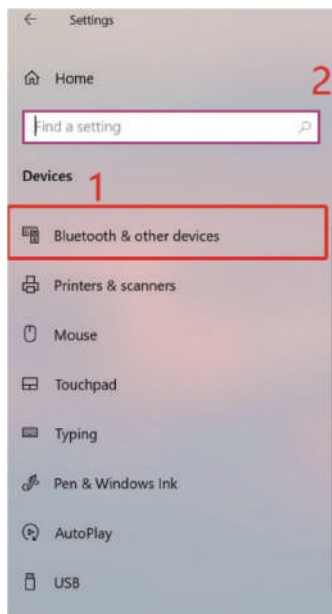 Settings
Home
2
Find a setting
Devices
1
Bluetooth & other devices
Printers & scanners
Mouse
Touchpad
Typing
Pen & Windows Ink
AutoPlay
USB